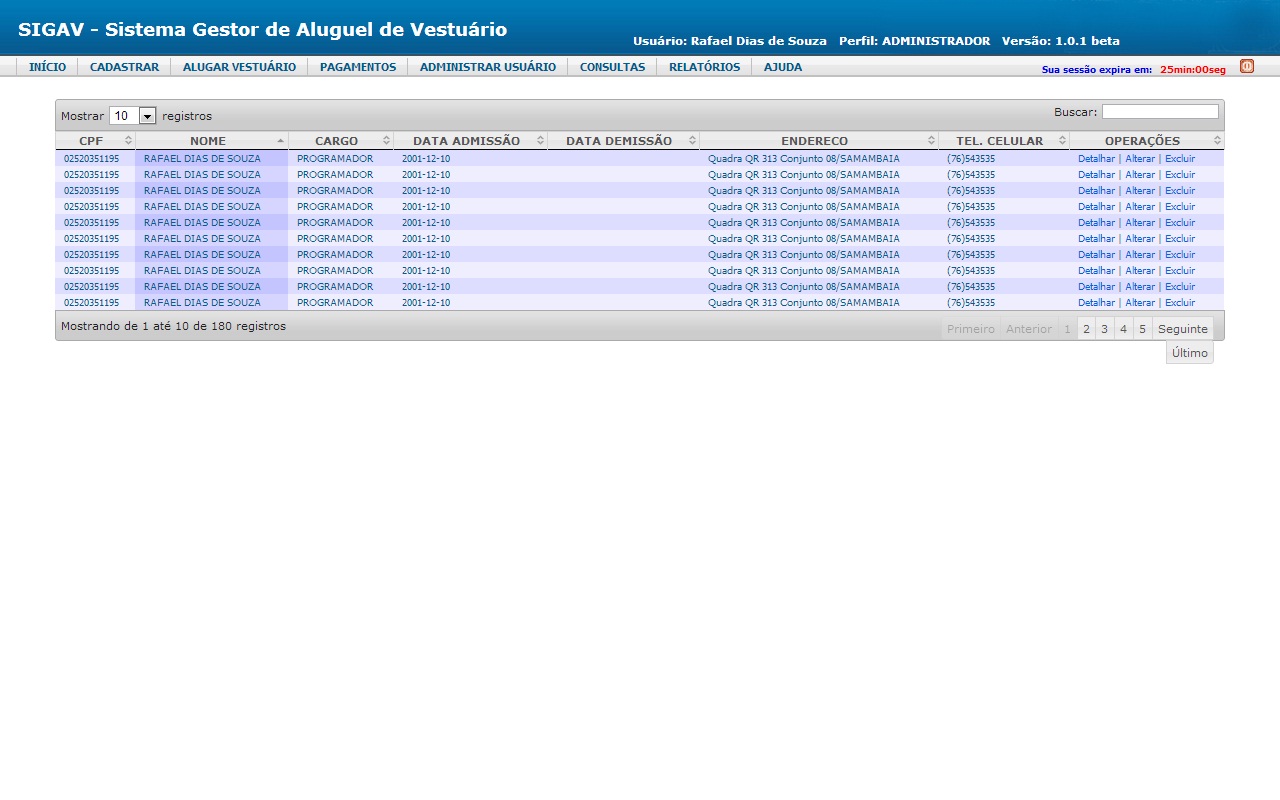 SIGAV - Sistema Gestor de Aluguel de Vestuário
Usuário: Rafael Dias de Souza Perfil: ADMINISTRADOR Versão: 1.0.1 beta
INÍCIO CADASTRAR ALUGAR VESTUÁRIO PAGAMENTOS ADMINISTRAR USUÁRIO CONSULTAS RELATÓRIOS AJUDA Sua sessão expira em: 25min:00seg
Mostrar 10 registros Buscar:
CPF NOME CARGO DATA ADMISSÃO DATA DEMISSÃO ENDERECO TEL. CELULAR OPERAÇÕES
02520351195 RAFAEL DIAS DE SOUZA PROGRAMADOR 2001-12-10 Quadra QR 313 Conjunto 08/SAMAMBAIA (76)543535 Detalhar | Alterar | Excluir
02520351195 RAFAEL DIAS DE SOUZA PROGRAMADOR 2001-12-10 Quadra QR 313 Conjunto 08/SAMAMBAIA (76)543535 Detalhar | Alterar | Excluir
02520351195 RAFAEL DIAS DE SOUZA PROGRAMADOR 2001-12-10 Quadra QR 313 Conjunto 08/SAMAMBAIA (76)543535 Detalhar | Alterar | Excluir
02520351195 RAFAEL DIAS DE SOUZA PROGRAMADOR 2001-12-10 Quadra QR 313 Conjunto 08/SAMAMBAIA (76)543535 Detalhar | Alterar | Excluir
02520351195 RAFAEL DIAS DE SOUZA PROGRAMADOR 2001-12-10 Quadra QR 313 Conjunto 08/SAMAMBAIA (76)543535 Detalhar | Alterar | Excluir
02520351195 RAFAEL DIAS DE SOUZA PROGRAMADOR 2001-12-10 Quadra QR 313 Conjunto 08/SAMAMBAIA (76)543535 Detalhar | Alterar | Excluir
02520351195 RAFAEL DIAS DE SOUZA PROGRAMADOR 2001-12-10 Quadra QR 313 Conjunto 08/SAMAMBAIA (76)543535 Detalhar | Alterar | Excluir
02520351195 RAFAEL DIAS DE SOUZA PROGRAMADOR 2001-12-10 Quadra QR 313 Conjunto 08/SAMAMBAIA (76)543535 Detalhar | Alterar | Excluir
02520351195 RAFAEL DIAS DE SOUZA PROGRAMADOR 2001-12-10 Quadra QR 313 Conjunto 08/SAMAMBAIA (76)543535 Detalhar | Alterar | Excluir
02520351195 RAFAEL DIAS DE SOUZA PROGRAMADOR 2001-12-10 Quadra QR 313 Conjunto 08/SAMAMBAIA (76)543535 Detalhar | Alterar | Excluir
Mostrando de 1 até 10 de 180 registros Primeiro Anterior 1 2 3 4 5 Seguinte
Último